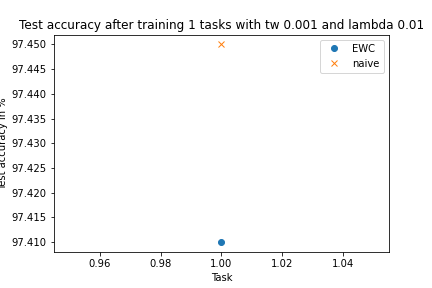 Test accuracy after training 1 tasks with tw 0.001 and lambda 0.01
97.450
97.445
97.440
97.435
97.430
97.425
97.420
97.415
97.410
Test accuracy in %
EWC
naive
0.96
0.98
1.00
1.02
1.04
Task